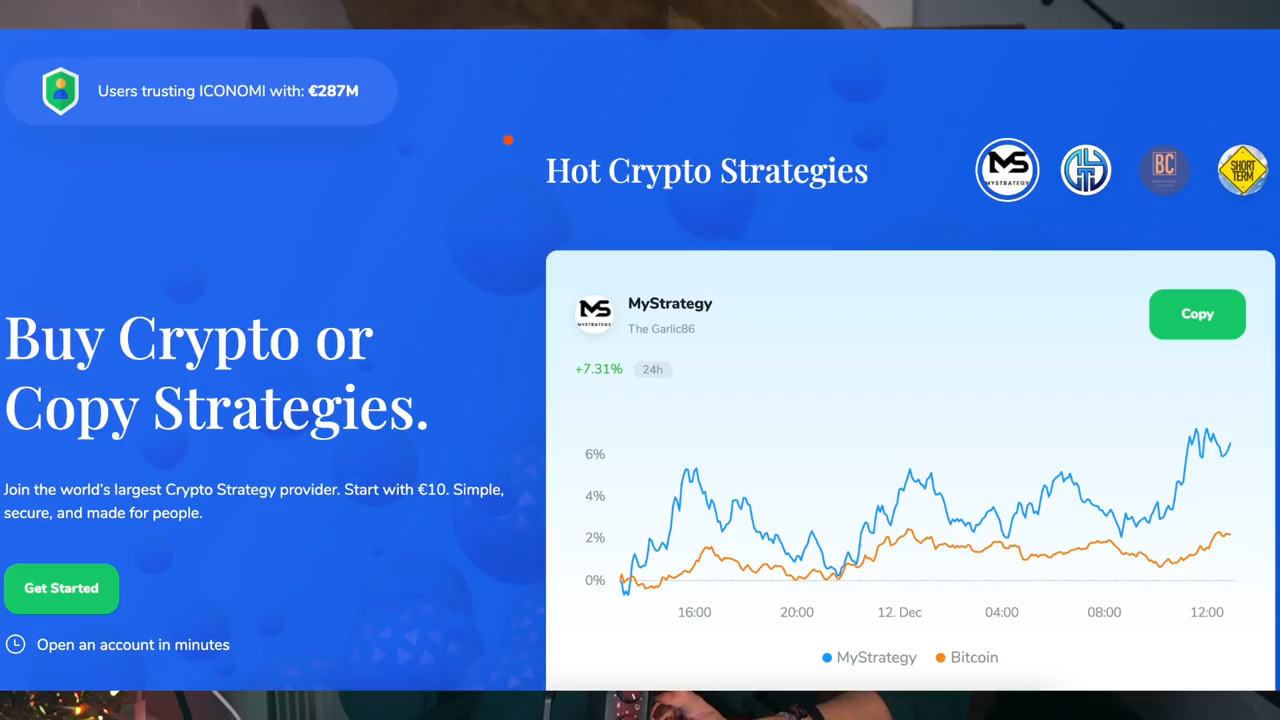 Users trusting ICONOMI with: €287M
Hot Crypto Strategies
MS
MYSTRATEGY
BC
SHORT
TERM
Buy Crypto or
Copy Strategies.
Join the world's largest Crypto Strategy provider. Start with €10. Simple,
secure, and made for people.
Get Started
Open an account in minutes
MS
MYSTRATEGY
MyStrategy
The Garlic86
Copy
+7.31% 24h
6%
4%
2%
0%
16:00 20:00 12. Dec 04:00 08:00 12:00
MyStrategy Bitcoin